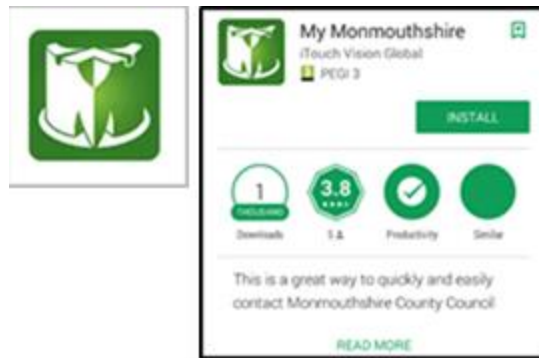 My Monmouthshire
iTouch Vision Global
PEGI 3
INSTALL
1
THOUSAND
Downloads
3.8
5
Productivity
Similar
This is a great way to quickly and easily
contact Monmouthshire County Council
READ MORE